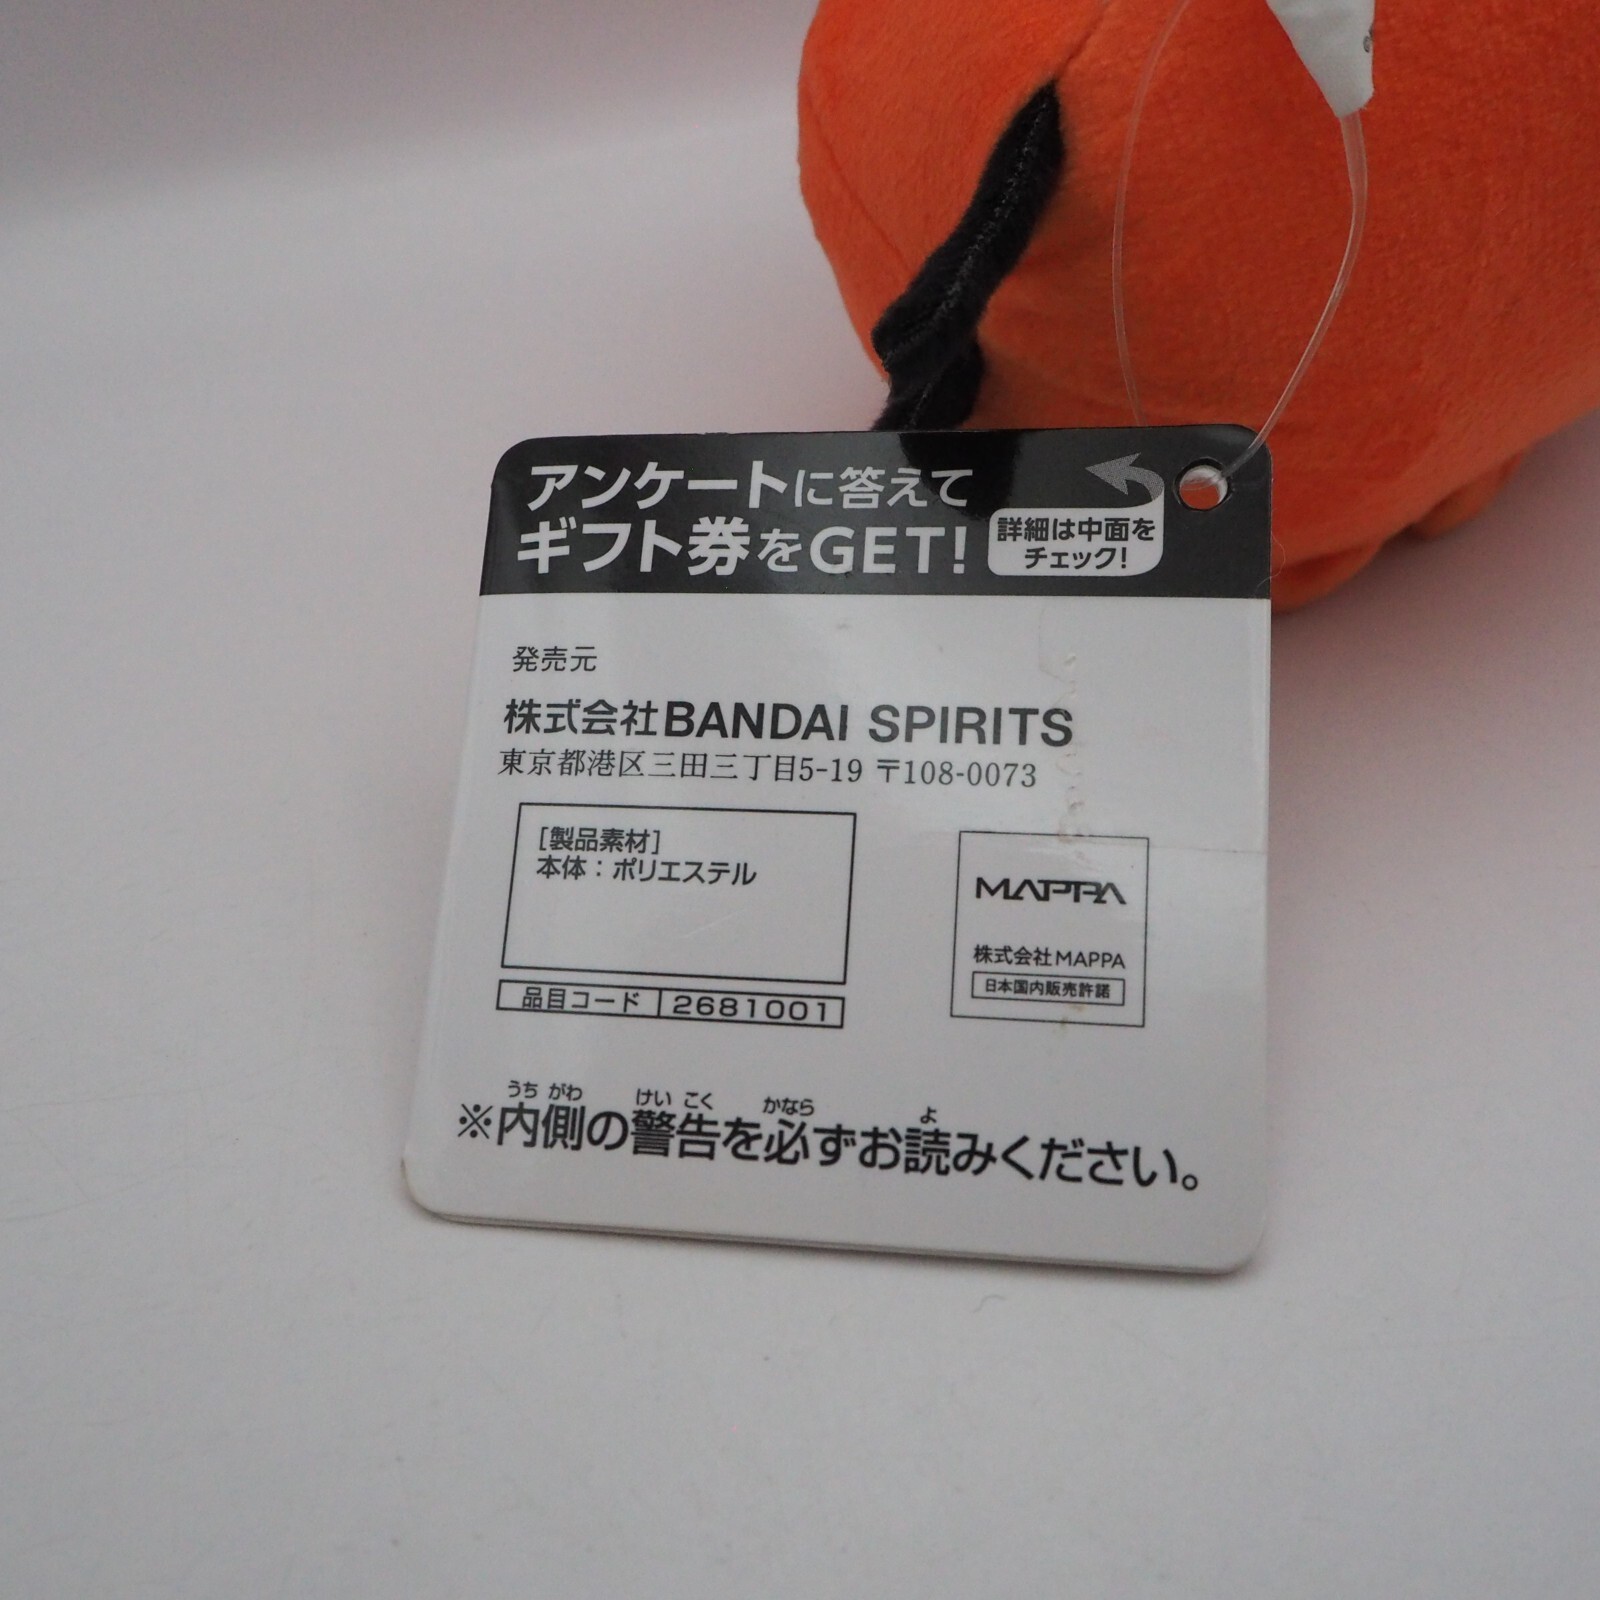 アンケートに答えて
ギフト券をGET!
詳細は中面を
チェック!
発売元
株式会社BANDAI SPIRITS
東京都港区三田三丁目5-19 〒108-0073
[製品素材]
本体:ポリエステル
品目コード 2681001
MAPPA
株式会社MAPPA
日本国内販売許諾
うち がわ けい こく かなら よ
※内側の警告を必ずお読みください。